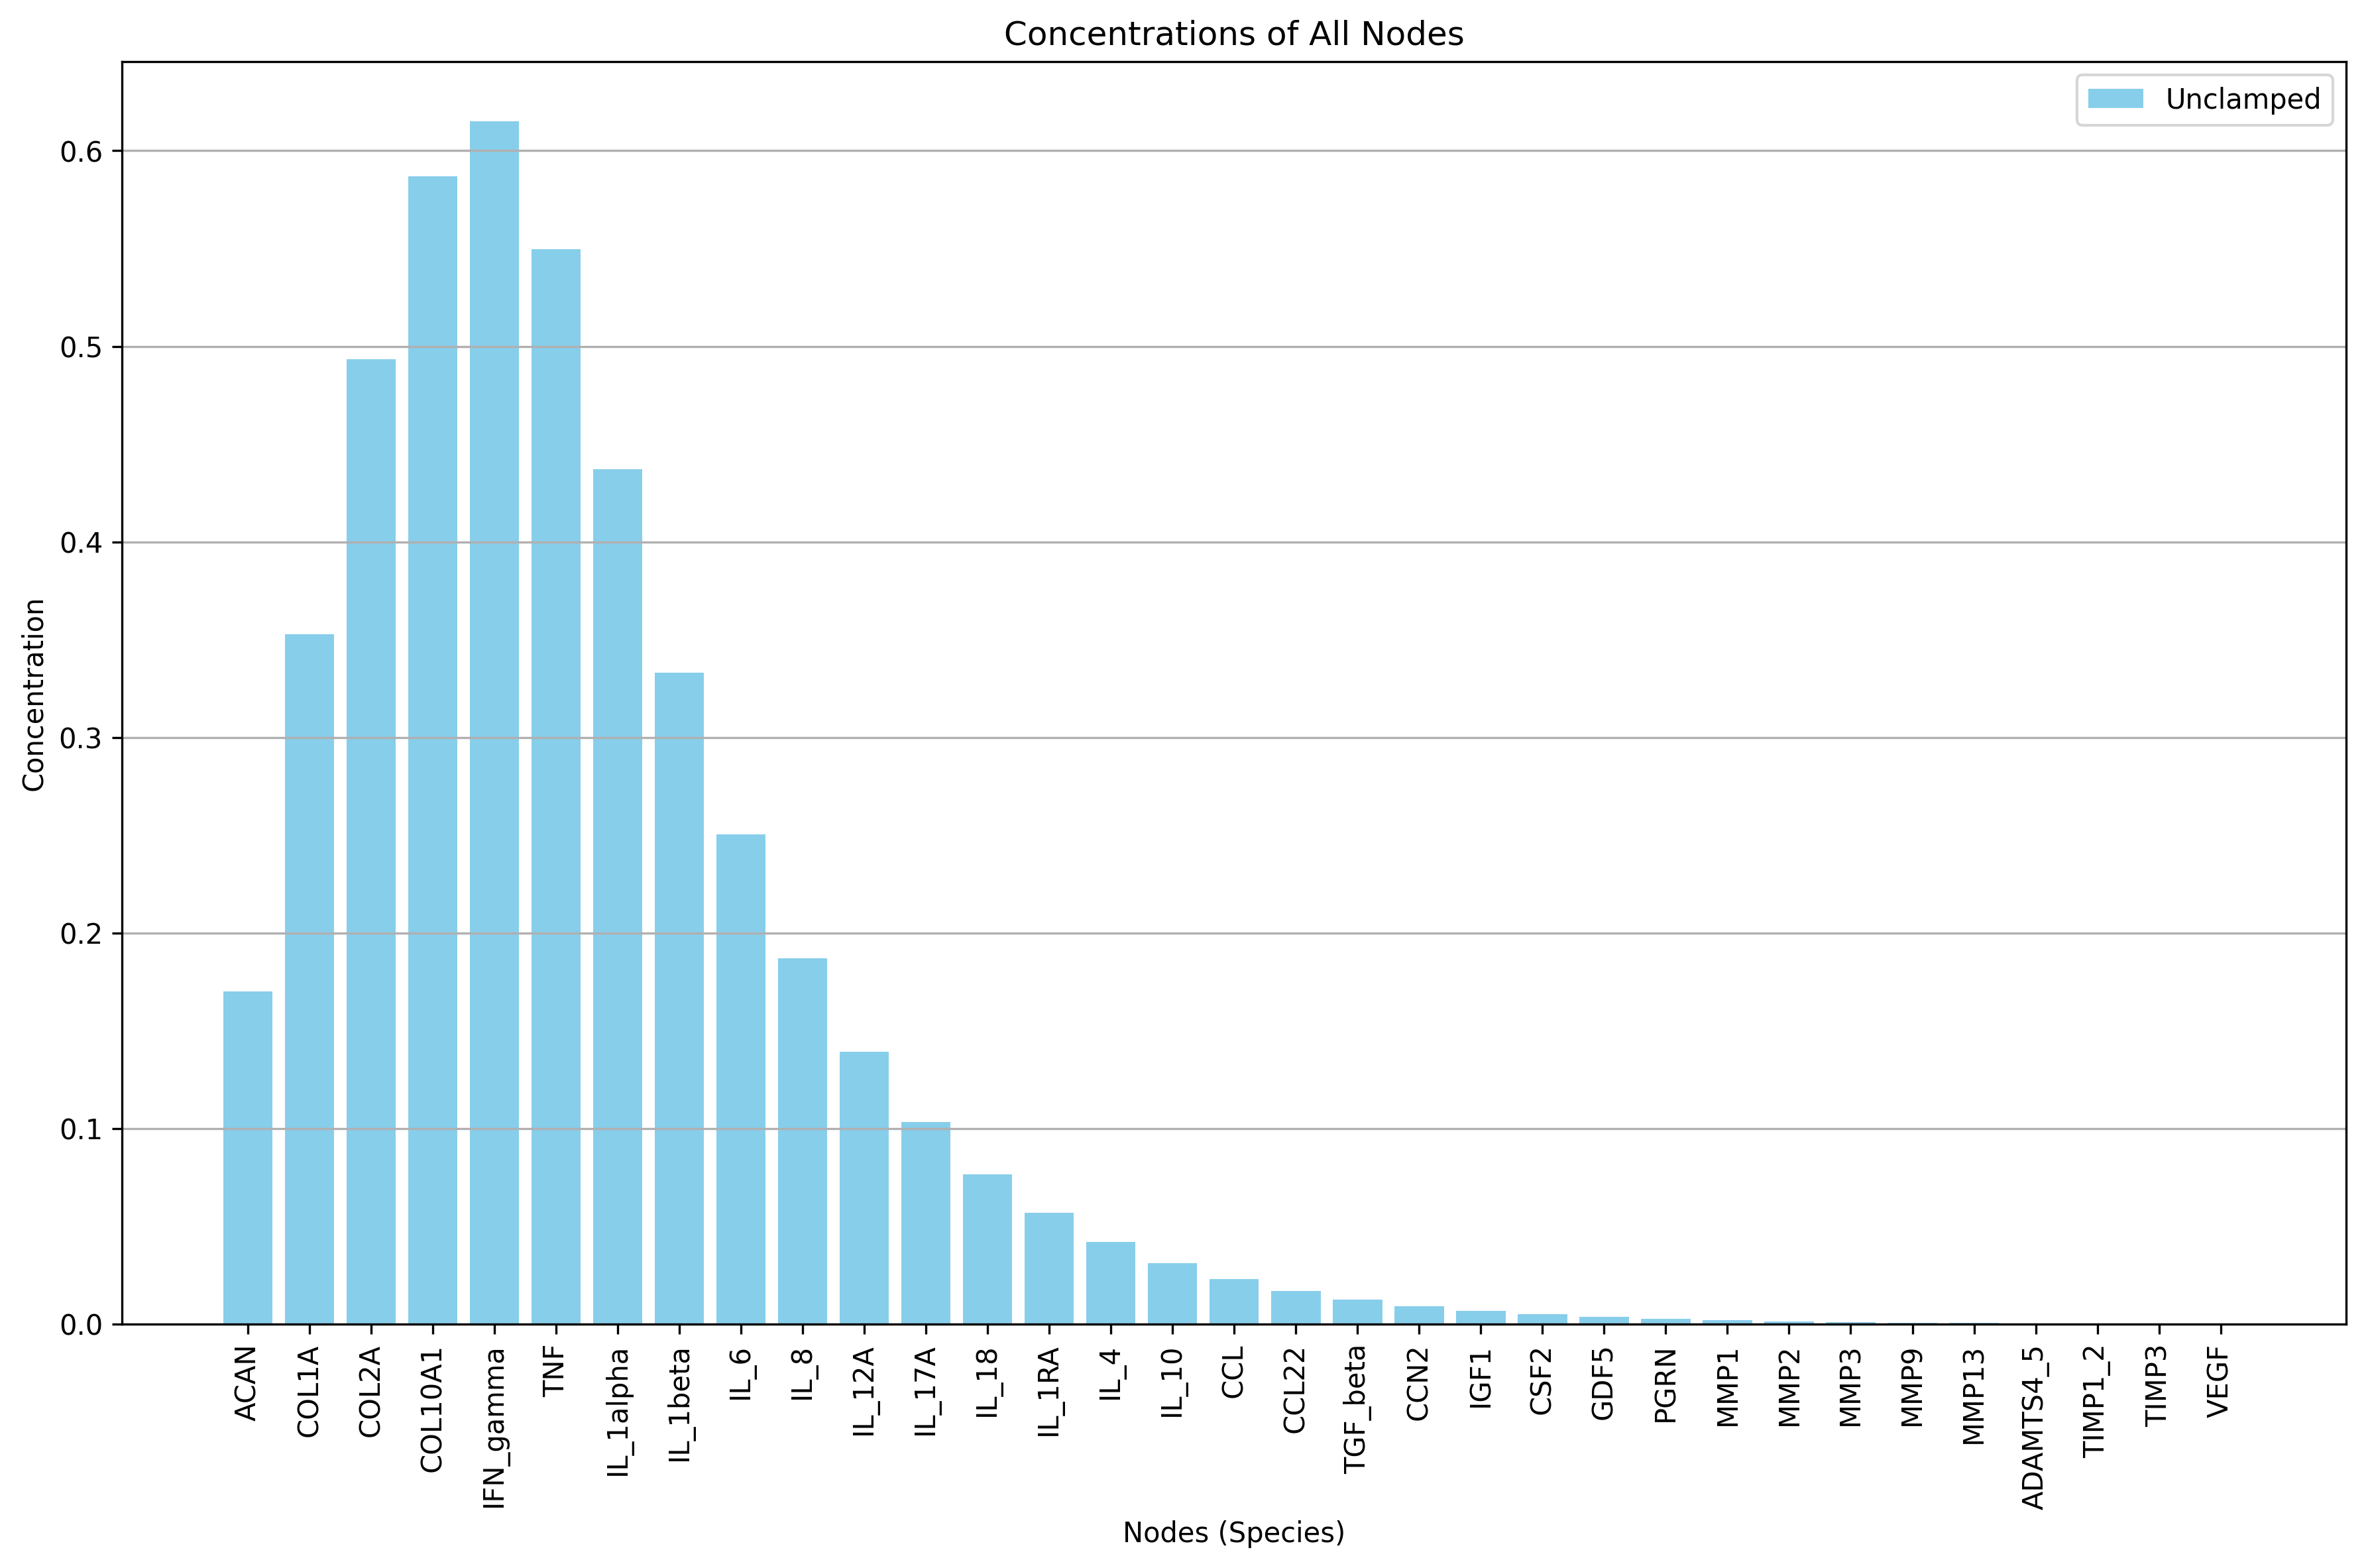 Concentrations of All Nodes
Unclamped
0.6
0.5
0.4
0.3
0.2
0.1
0.0
Concentration
ACAN
COL1A
COL2A
COL10A1
IFN_gamma
TNF
IL_1alpha
IL_1beta
IL_6
IL_8
IL_12A
IL_17A
IL_18
IL_1RA
IL_4
IL_10
CCL
CCL22
TGF_beta
CCN2
IGF1
CSF2
GDF5
PGRN
MMP1
MMP2
MMP3
MMP9
MMP13
ADAMTS4_5
TIMP1_2
TIMP3
VEGF
Nodes (Species)